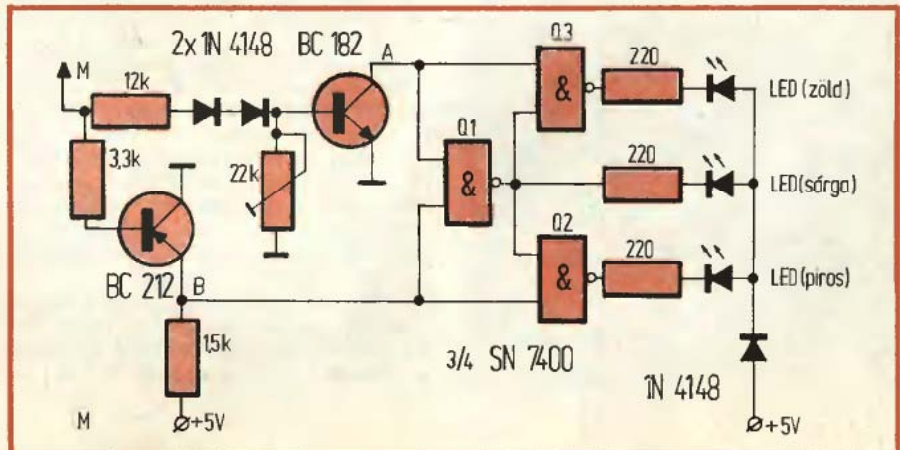 2x 1N 4148 BC 182
A
Q3
M
12k
220
LED(zöld)
&
Q1
3,3k
22k
&
220
LED(sárga)
Q2
220
&
LED(piros)
BC 212
B
1,5k
3/4 SN 7400
1N 4148
M
+5V
+5V